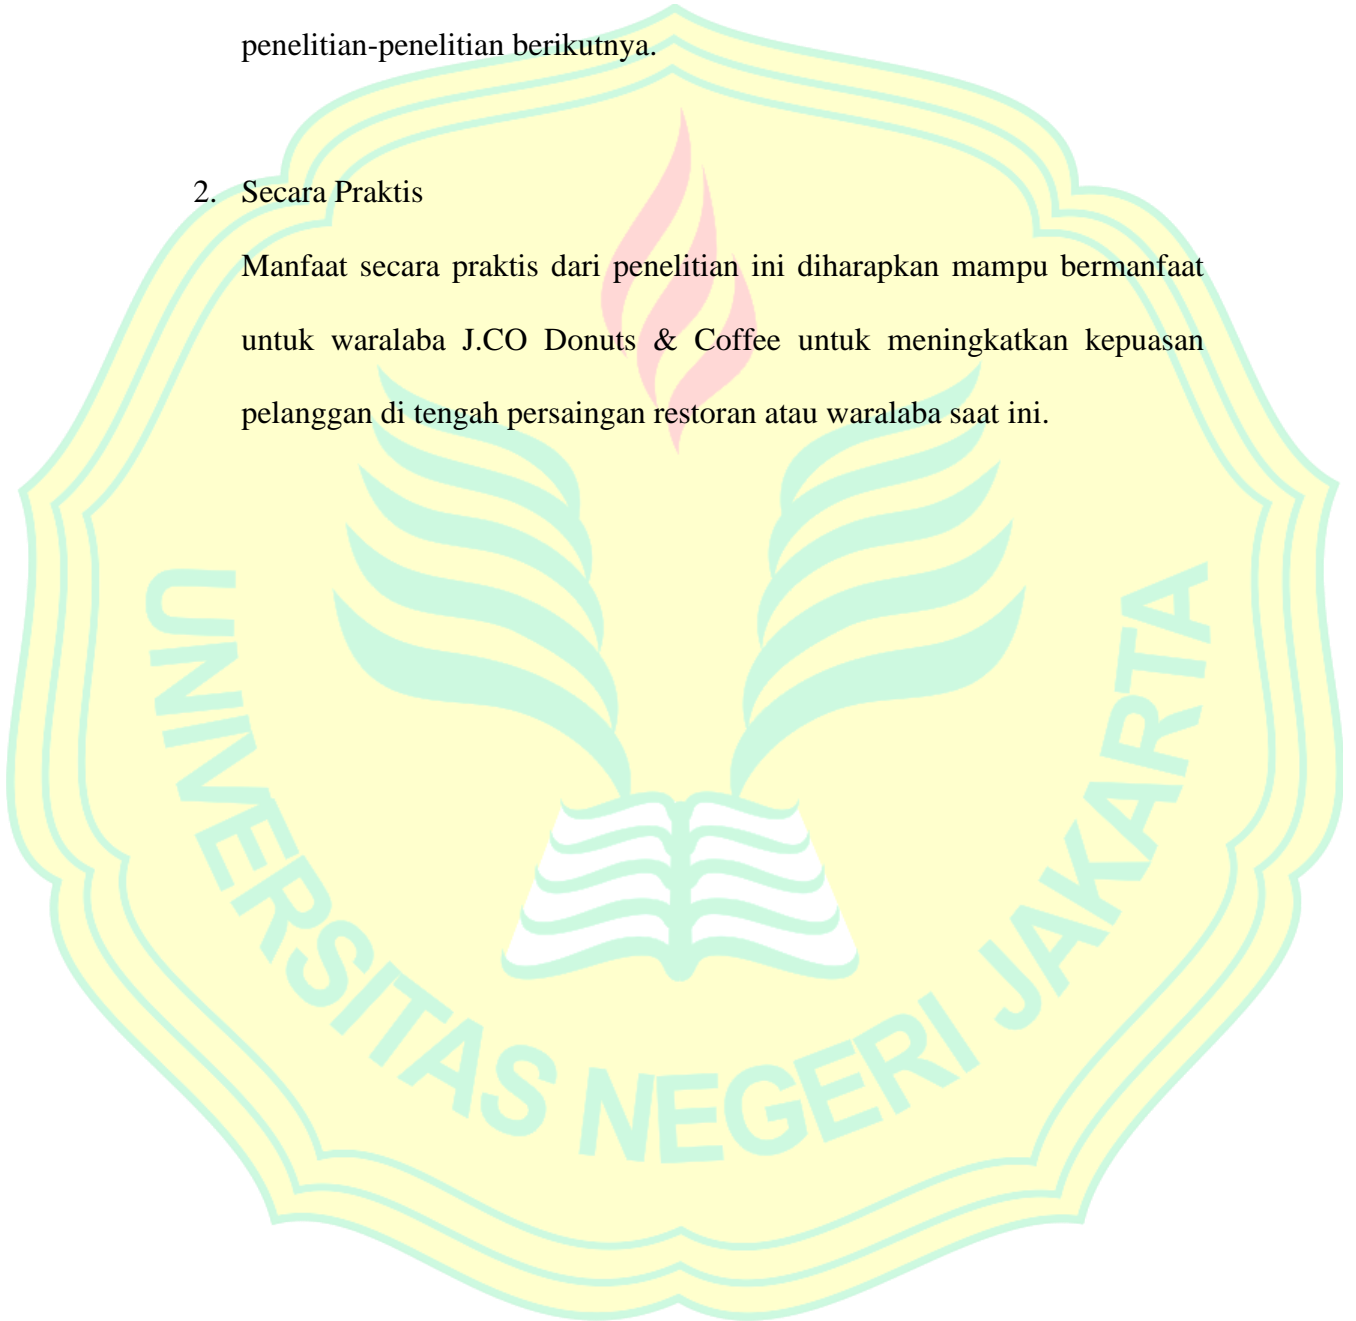 penelitian-penelitian berikutnya.
2. Secara Praktis
Manfaat secara praktis dari penelitian ini diharapkan mampu bermanfaat
untuk waralaba J.CO Donuts & Coffee untuk meningkatkan kepuasan
pelanggan di tengah persaingan restoran atau waralaba saat ini.
UNIVERSITAS NEGERI JAKARTA